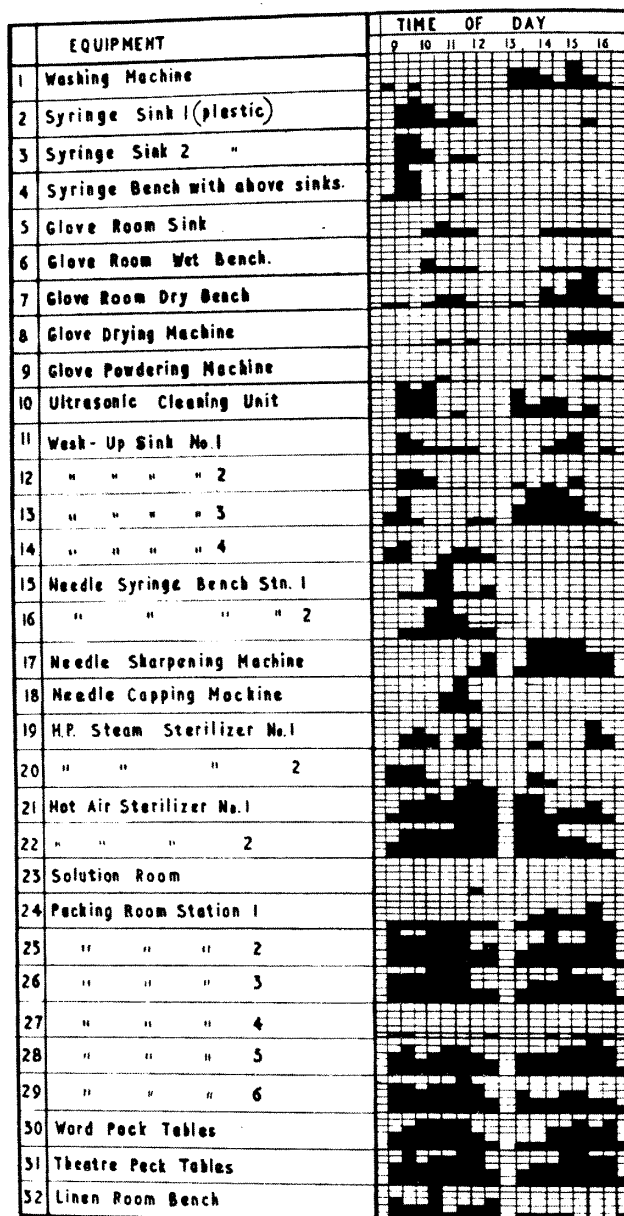 TIME OF DAY
EQUIPMENT
9 10 11 12 13 14 15 16
1 Washing Machine
2 Syringe Sink 1 (plastic)
3 Syringe Sink 2 "
4 Syringe Bench with above sinks.
5 Glove Room Sink
6 Glove Room Wet Bench.
7 Glove Room Dry Bench
8 Glove Drying Machine
9 Glove Powdering Machine
10 Ultrasonic Cleaning Unit
11 Wash-Up Sink No.1
12 " " " " 2
13 " " " " 3
14 " " " " 4
15 Needle Syringe Bench Stn. 1
16 " " " " 2
17 Needle Sharpening Machine
18 Needle Capping Machine
19 H.P. Steam Sterilizer No.1
20 " " " 2
21 Hot Air Sterilizer No.1
22 " " " 2
23 Solution Room
24 Packing Room Station 1
25 " " " 2
26 " " " 3
27 " " " 4
28 " " " 5
29 " " " 6
30 Ward Pack Tables
31 Theatre Pack Tables
32 Linen Room Bench